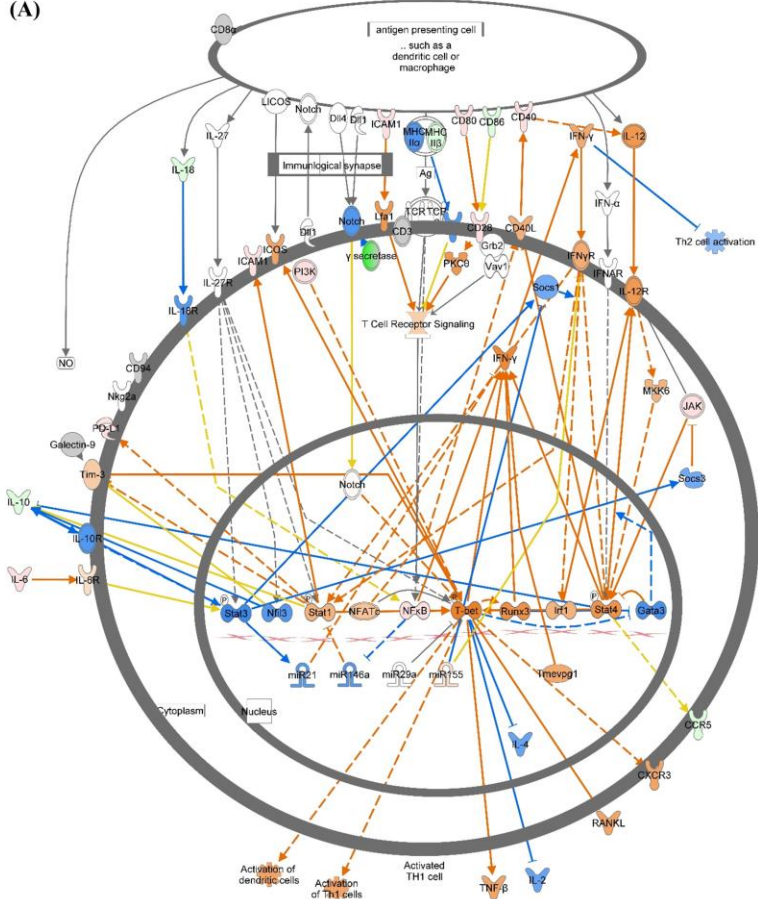 (A)
CD8α
antigen presenting cell
.. such as a
dendritic cell or
macrophage
LICOS
Notch
Dll4
Dll1
ICAM1
MHC
IIα
MHC
IIβ
CD80
CD86
CD40
IFN-γ
IL-12
IL-27
IL-18
Immunlogical synapse
Ag
IFN-α
Th2 cell activation
Notch
Lfa1
CD3
TCR
TCR
CD28
CD40L
Dll1
ICOS
ICAM1
PI3K
γ secretase
Grb2
PKCθ
Vav1
IFNγR
IFNAR
IL-12R
IL-27R
IL-18R
Socs1
T Cell Receptor Signaling
NO
CD94
Nkg2a
IFN-γ
MKK6
JAK
PD-L1
Galectin-9
Tim-3
Socs3
Notch
IL-10
IL-10R
IL-6
IL-6R
P
Stat3
Nfil3
P
Stat1
NFATc
NFκB
P
T-bet
Runx3
Irf1
P
Stat4
Gata3
miR21
miR146a
miR29a
miR155
Tmevpg1
Cytoplasm
Nucleus
CCR5
IL-4
CXCR3
RANKL
Activation of
dendritic cells
Activation
of Th1 cells
Activated
TH1 cell
TNF-β
IL-2